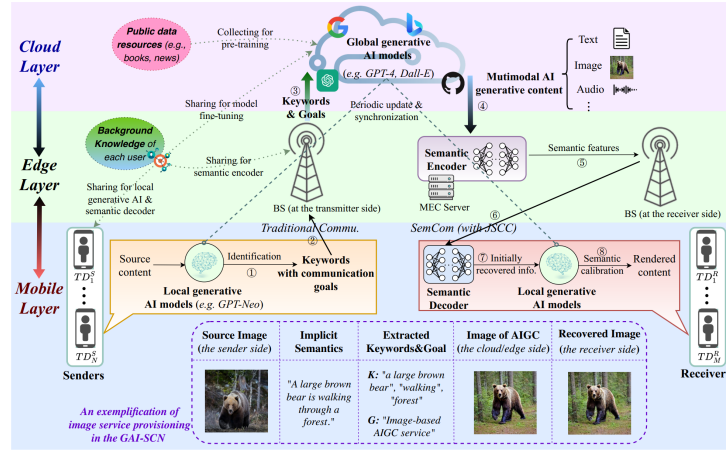 Cloud
Layer
Edge
Layer
Mobile
Layer
Public data
resources (e.g.,
books, news)
Collecting for
pre-training
Global generative
AI models
(e.g. GPT-4, Dall-E)
Mutimodal AI
generative content
Text
Image
Audio
⋮
Sharing for model
fine-tuning
③
Keywords
& Goals
Periodic update &
synchronization
④
Background
Knowledge of
each user
Sharing for
semantic encoder
Sharing for local
generative AI &
semantic decoder
BS (at the transmitter side)
Semantic
Encoder
MEC Server
Semantic features
⑤
BS (at the receiver side)
⑥
Traditional Commu.
SemCom (with JSCC)
②
Source
content
Identification
①
Keywords
with communication
goals
Local generative
AI models (e.g. GPT-Neo)
Semantic
Decoder
⑦ Initially
recovered info.
Local generative
AI models
⑧
Semantic
calibration
Rendered
content
TD₁ˢ
TD_Nˢ
Senders
TD₁ᴿ
TD_Mᴿ
Receiver
An exemplification of
image service provisioning
in the GAI-SCN
Source Image
(the sender side)
Implicit
Semantics
"A large brown
bear is walking
through a
forest."
Extracted
Keywords&Goal
K: "a large brown
bear", "walking",
"forest"
G: "Image-based
AIGC service"
Image of AIGC
(the cloud/edge side)
Recovered Image
(the receiver side)